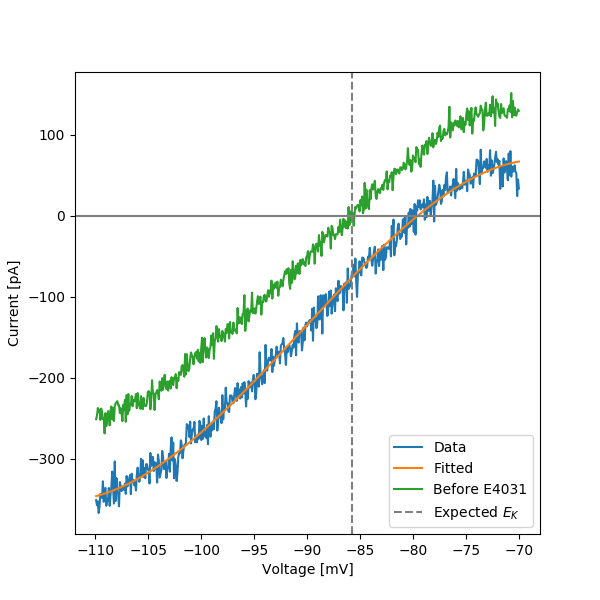 100
0
−100
−200
−300
Current [pA]
−110
−105
−100
−95
−90
−85
−80
−75
−70
Voltage [mV]
Data
Fitted
Before E4031
Expected E_K